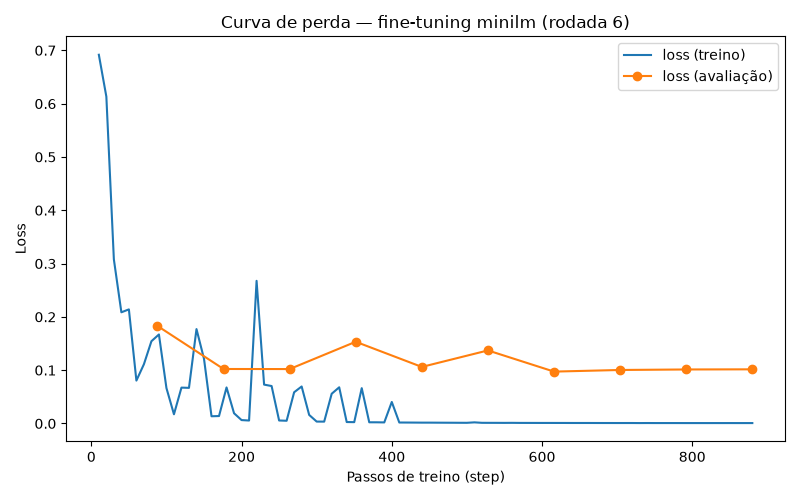 Curva de perda — fine-tuning minilm (rodada 6)
loss (treino)
loss (avaliação)
Loss
0.7
0.6
0.5
0.4
0.3
0.2
0.1
0.0
0 200 400 600 800
Passos de treino (step)